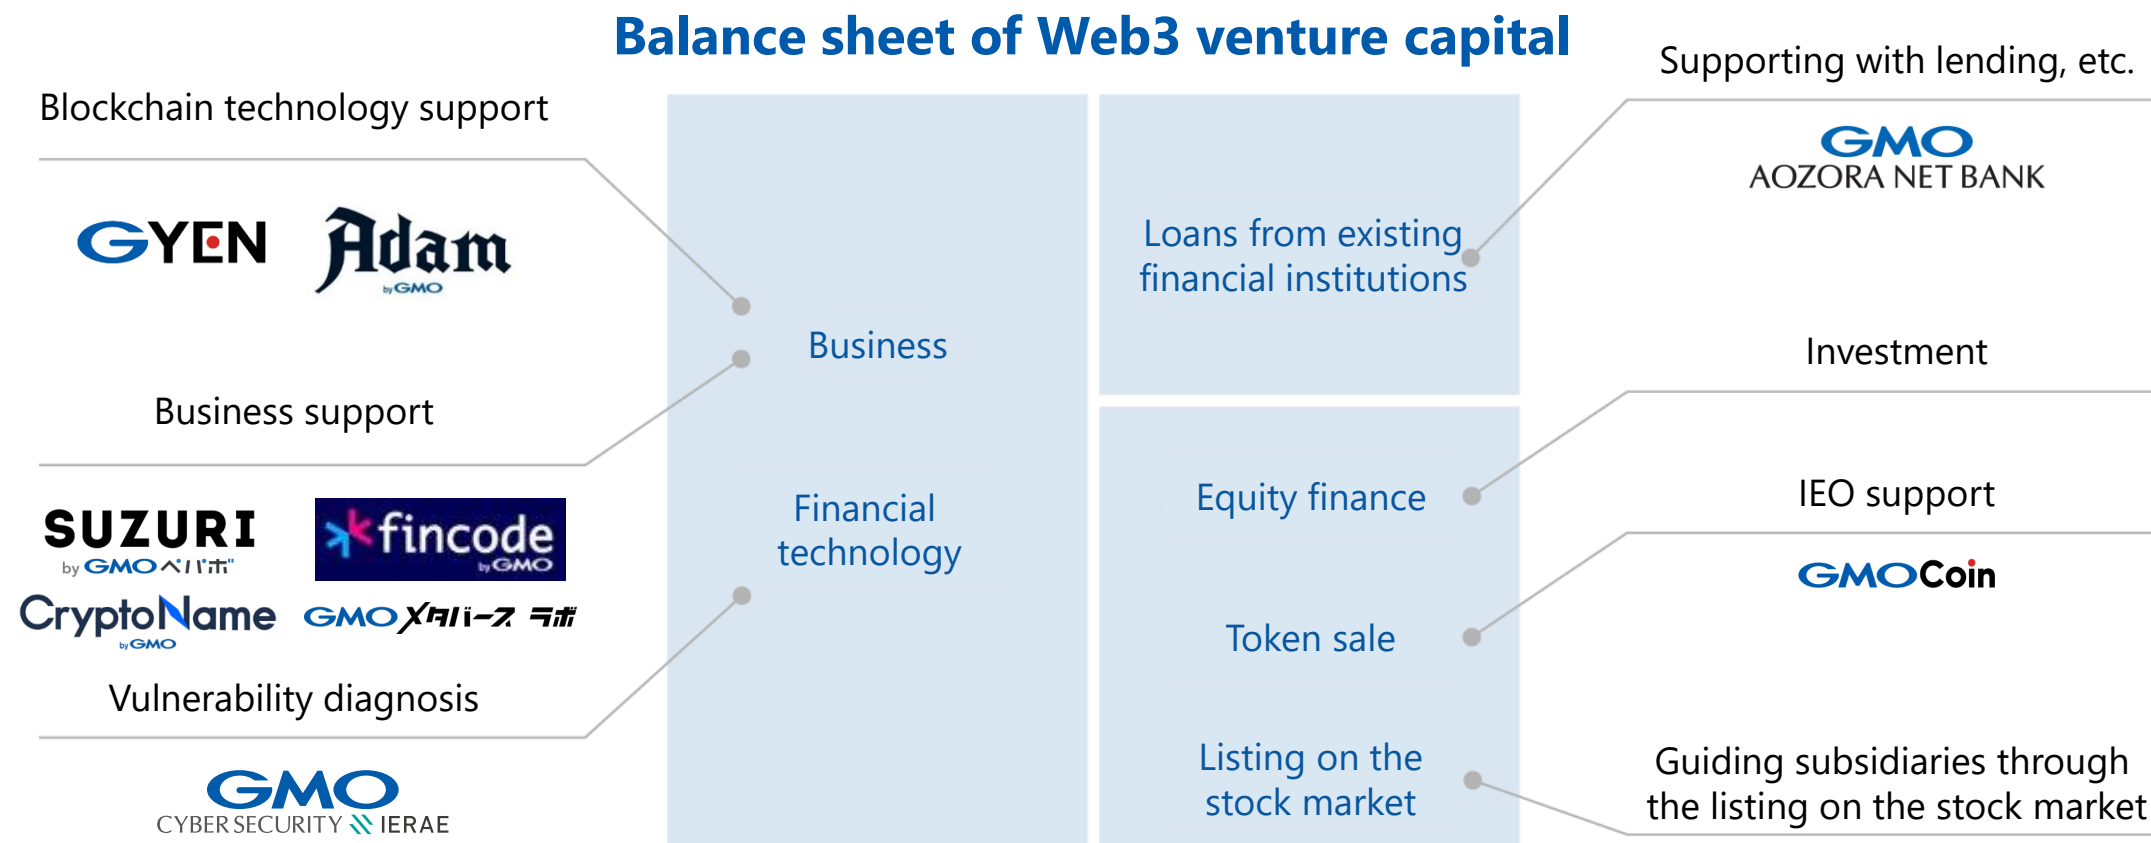 Balance sheet of Web3 venture capital
Blockchain technology support
GYEN
Adam
by GMO
Business support
SUZURI
by GMOペパボ
fincode
by GMO
CryptoName
by GMO
GMOメタバース ラボ
Vulnerability diagnosis
GMO
CYBER SECURITY IERAE
Business
Financial
technology
Loans from existing
financial institutions
Equity finance
Token sale
Listing on the
stock market
Supporting with lending, etc.
GMO
AOZORA NET BANK
Investment
IEO support
GMOCoin
Guiding subsidiaries through
the listing on the stock market